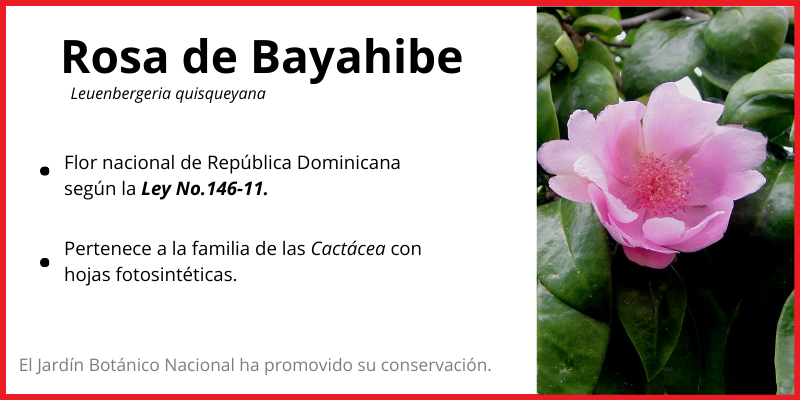 Rosa de Bayahibe
Leuenbergeria quisqueyana
• Flor nacional de República Dominicana
según la Ley No.146-11.
• Pertenece a la familia de las Cactácea con
hojas fotosintéticas.
El Jardín Botánico Nacional ha promovido su conservación.